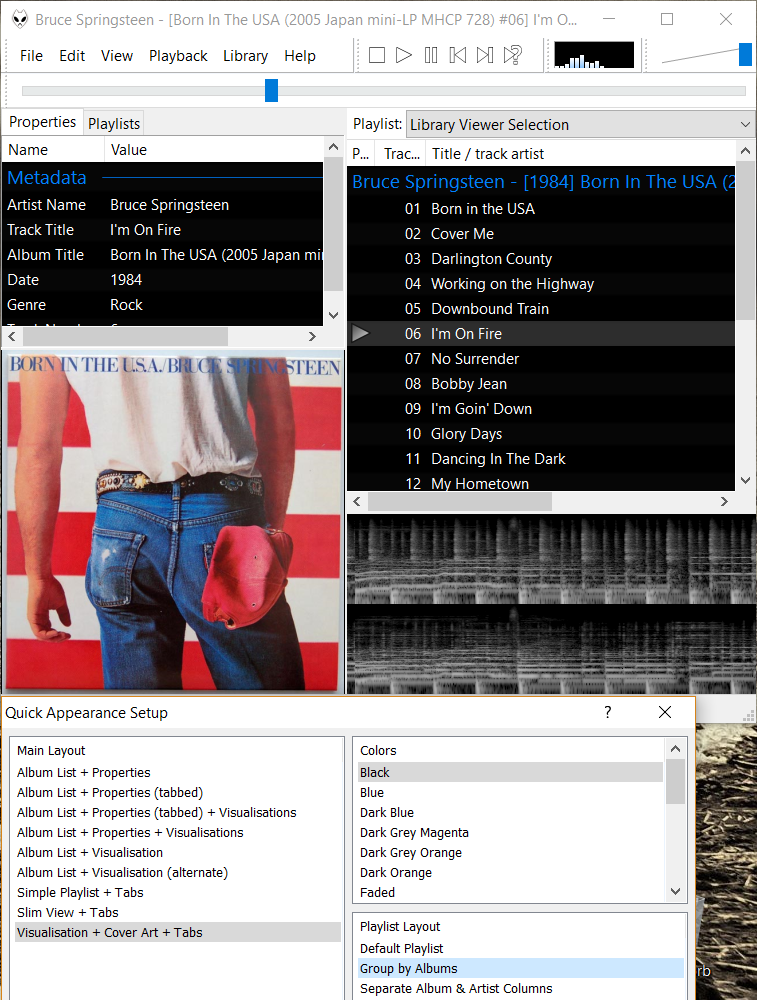 Bruce Springsteen - [Born In The USA (2005 Japan mini-LP MHCP 728) #06] I'm O...
File Edit View Playback Library Help
Properties Playlists
Name Value
Metadata
Artist Name Bruce Springsteen
Track Title I'm On Fire
Album Title Born In The USA (2005 Japan mi
Date 1984
Genre Rock
BORN IN THE U.S.A./BRUCE SPRINGSTEEN
Playlist: Library Viewer Selection
P... Trac... Title / track artist
Bruce Springsteen - [1984] Born In The USA (2
01 Born in the USA
02 Cover Me
03 Darlington County
04 Working on the Highway
05 Downbound Train
06 I'm On Fire
07 No Surrender
08 Bobby Jean
09 I'm Goin' Down
10 Glory Days
11 Dancing In The Dark
12 My Hometown
Quick Appearance Setup ?
Main Layout
Album List + Properties
Album List + Properties (tabbed)
Album List + Properties (tabbed) + Visualisations
Album List + Properties + Visualisations
Album List + Visualisation
Album List + Visualisation (alternate)
Simple Playlist + Tabs
Slim View + Tabs
Visualisation + Cover Art + Tabs
Colors
Black
Blue
Dark Blue
Dark Grey Magenta
Dark Grey Orange
Dark Orange
Faded
Playlist Layout
Default Playlist
Group by Albums
Separate Album & Artist Columns
rb